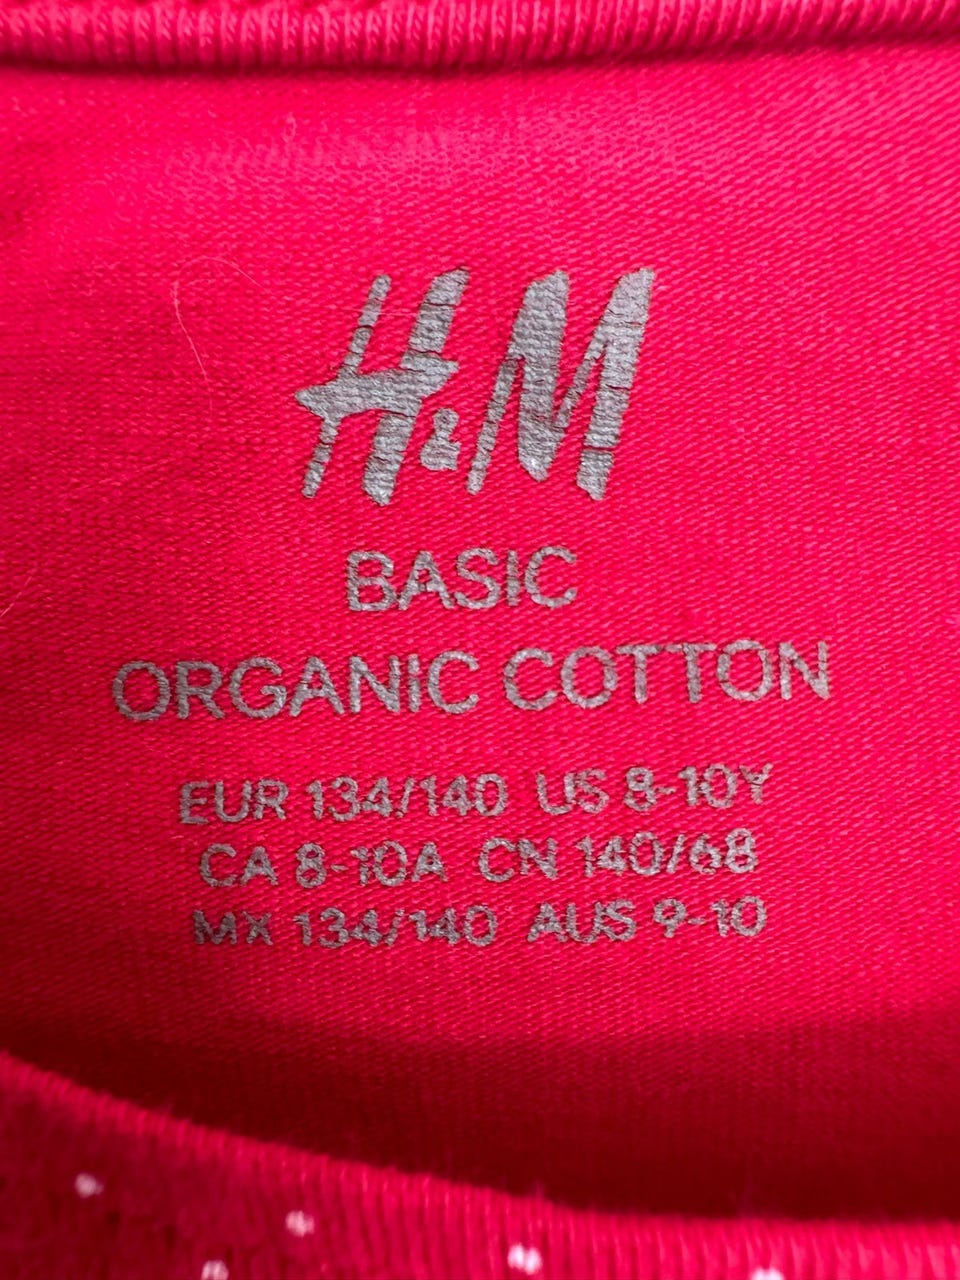 H&M
BASIC
ORGANIC COTTON
EUR 134/140 US 8-10Y
CA 8-10A CN 140/68
MX 134/140 AUS 9-10